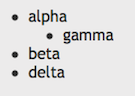 • alpha
• gamma
• beta
• delta